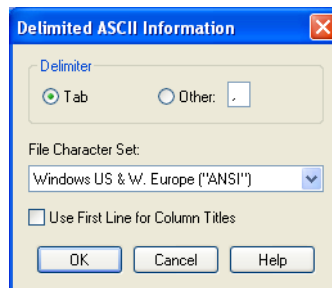 Delimited ASCII Information
Delimiter
Tab
Other: ,
File Character Set:
Windows US & W. Europe ("ANSI")
Use First Line for Column Titles
OK Cancel Help